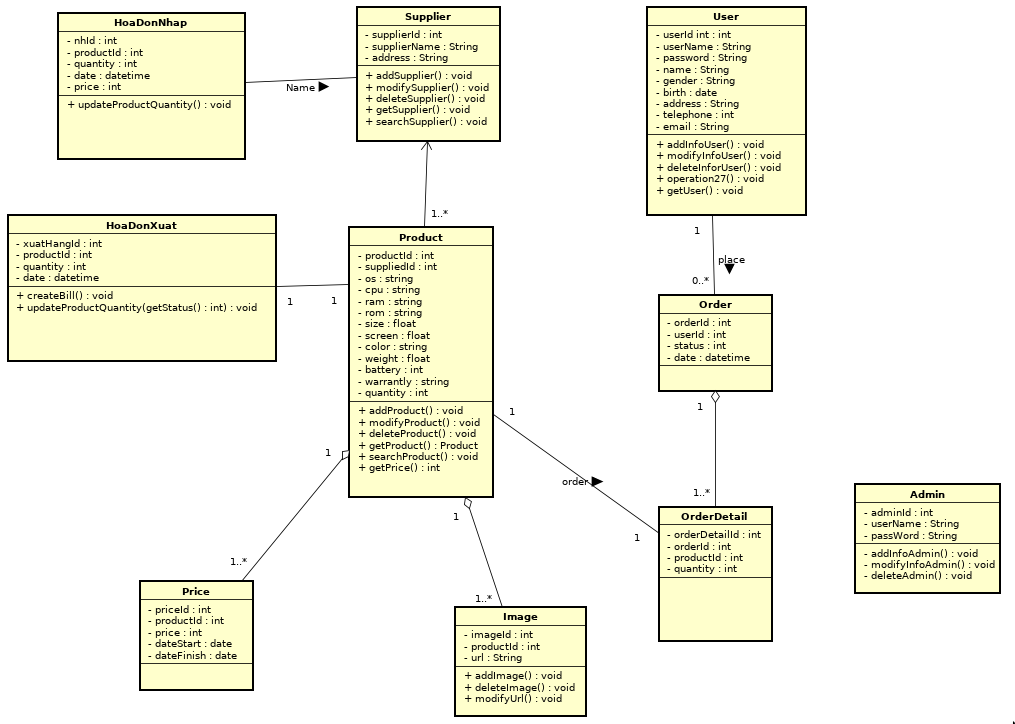 HoaDonNhap
- nhId : int
- productId : int
- quantity : int
- date : datetime
- price : int
+ updateProductQuantity() : void
Name
Supplier
- supplierId : int
- supplierName : String
- address : String
+ addSupplier() : void
+ modifySupplier() : void
+ deleteSupplier() : void
+ getSupplier() : void
+ searchSupplier() : void
User
- userId int : int
- userName : String
- password : String
- name : String
- gender : String
- birth : date
- address : String
- telephone : int
- email : String
+ addInfoUser() : void
+ modifyInfoUser() : void
+ deleteInforUser() : void
+ operation27() : void
+ getUser() : void
1..*
HoaDonXuat
- xuatHangId : int
- productId : int
- quantity : int
- date : datetime
+ createBill() : void
+ updateProductQuantity(getStatus() : int) : void
1
1
Product
- productId : int
- suppliedId : int
- os : string
- cpu : string
- ram : string
- rom : string
- size : float
- screen : float
- color : string
- weight : float
- battery : int
- warrantly : string
- quantity : int
+ addProduct() : void
+ modifyProduct() : void
+ deleteProduct() : void
+ getProduct() : Product
+ searchProduct() : void
+ getPrice() : int
1
place
0..*
Order
- orderId : int
- userId : int
- status : int
- date : datetime
1
1..*
1
order
1
OrderDetail
- orderDetailId : int
- orderId : int
- productId : int
- quantity : int
Admin
- adminId : int
- userName : String
- passWord : String
- addInfoAdmin() : void
- modifyInfoAdmin() : void
- deleteAdmin() : void
1
1..*
Price
- priceId : int
- productId : int
- price : int
- dateStart : date
- dateFinish : date
1
1..*
Image
- imageId : int
- productId : int
- url : String
+ addImage() : void
+ deleteImage() : void
+ modifyUrl() : void